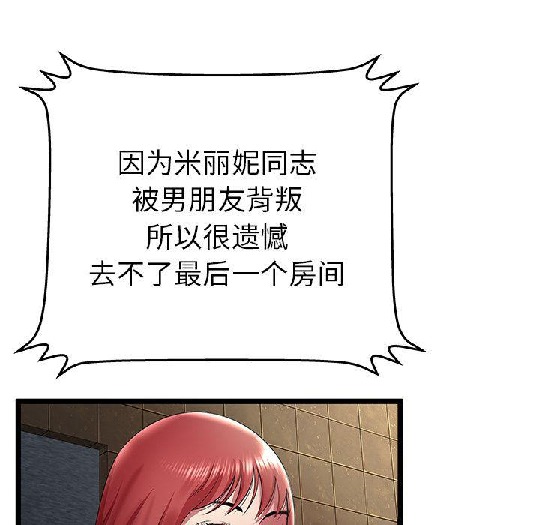 因为米丽妮同志
被男朋友背叛
所以很遗憾
去不了最后一个房间